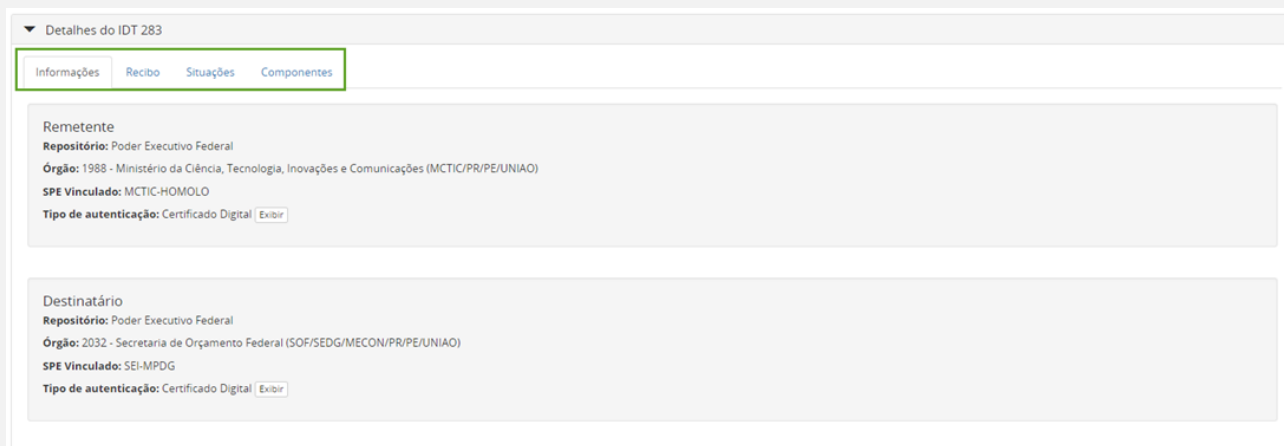 Detalhes do IDT 283
Informações Recibo Situações Componentes
Remetente
Repositório: Poder Executivo Federal
Órgão: 1988 - Ministério da Ciência, Tecnologia, Inovações e Comunicações (MCTIC/PR/PE/UNIAO)
SPE Vinculado: MCTIC-HOMOLO
Tipo de autenticação: Certificado Digital Exibir
Destinatário
Repositório: Poder Executivo Federal
Órgão: 2032 - Secretaria de Orçamento Federal (SOF/SEDG/MECON/PR/PE/UNIAO)
SPE Vinculado: SEI-MPDG
Tipo de autenticação: Certificado Digital Exibir